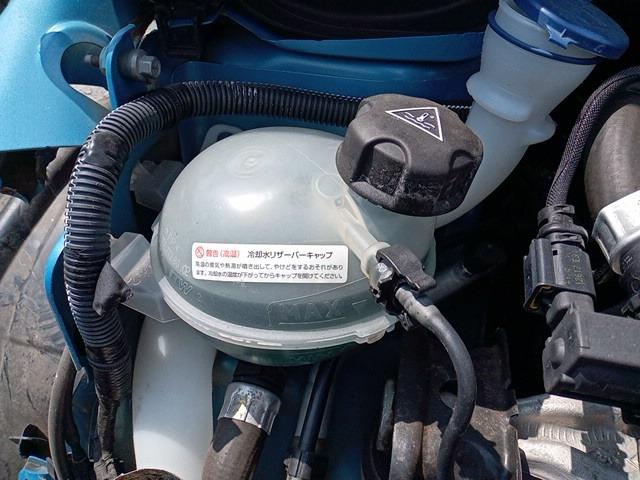 警告(高温) 冷却水リザーバーキャップ
高温の蒸気や熱湯が噴き出して、やけどをするおそれがあり
ます。冷却水の温度が下がってからキャップを開けてください。
MAX